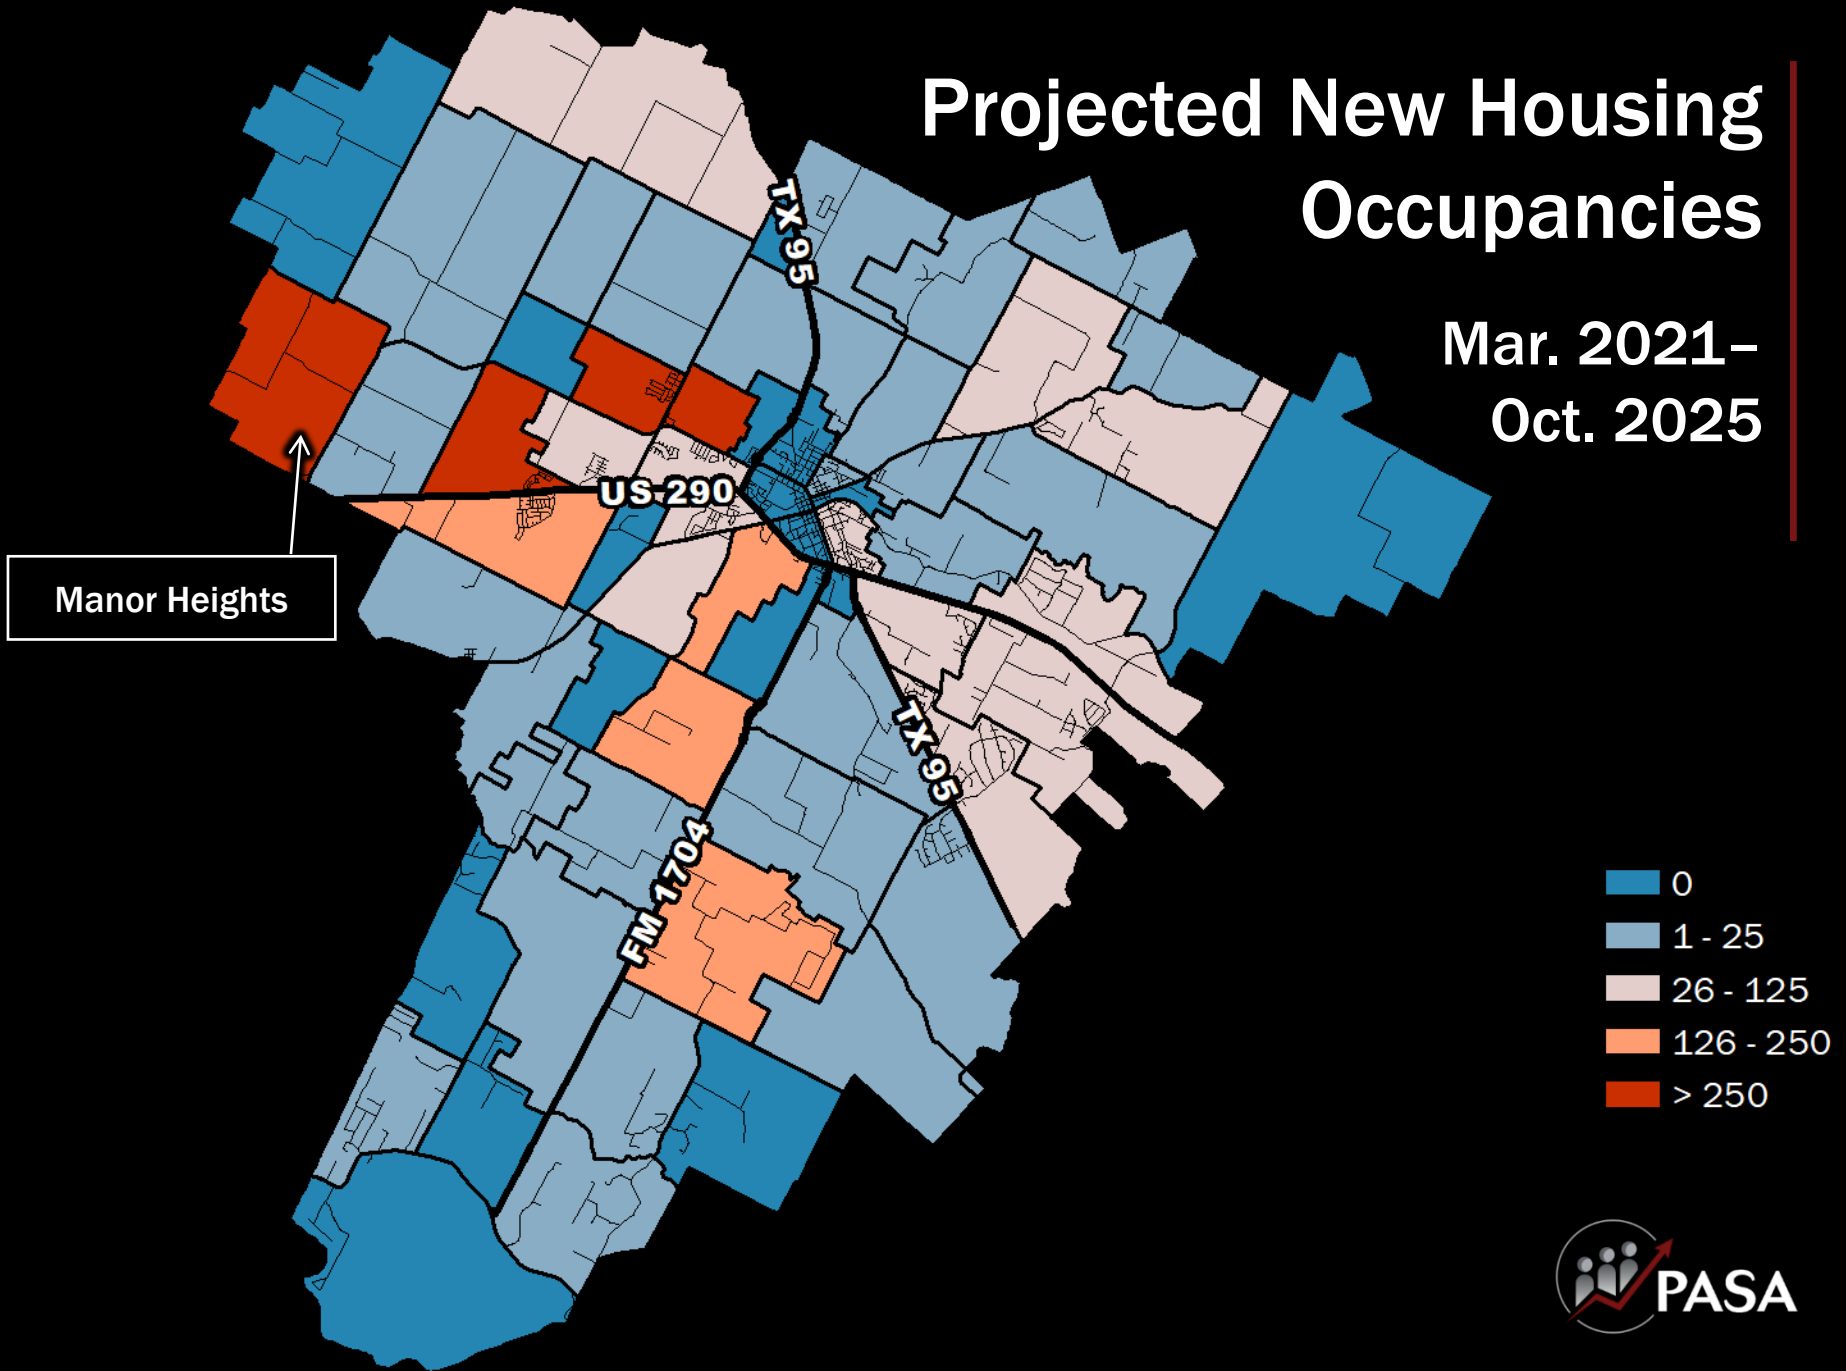 Projected New Housing
Occupancies
Mar. 2021–
Oct. 2025
TX 95
US 290
Manor Heights
TX 95
FM 1704
0
1 - 25
26 - 125
126 - 250
> 250
PASA